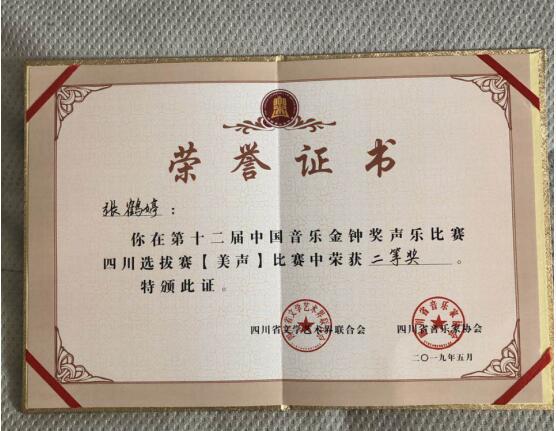 荣誉证书
张鹤婷：
你在第十二届中国音乐金钟奖声乐比赛
四川选拔赛【美声】比赛中荣获 二等奖 。
特颁此证。
四川省文学艺术界联合会 四川省音乐家协会
二〇一九年五月